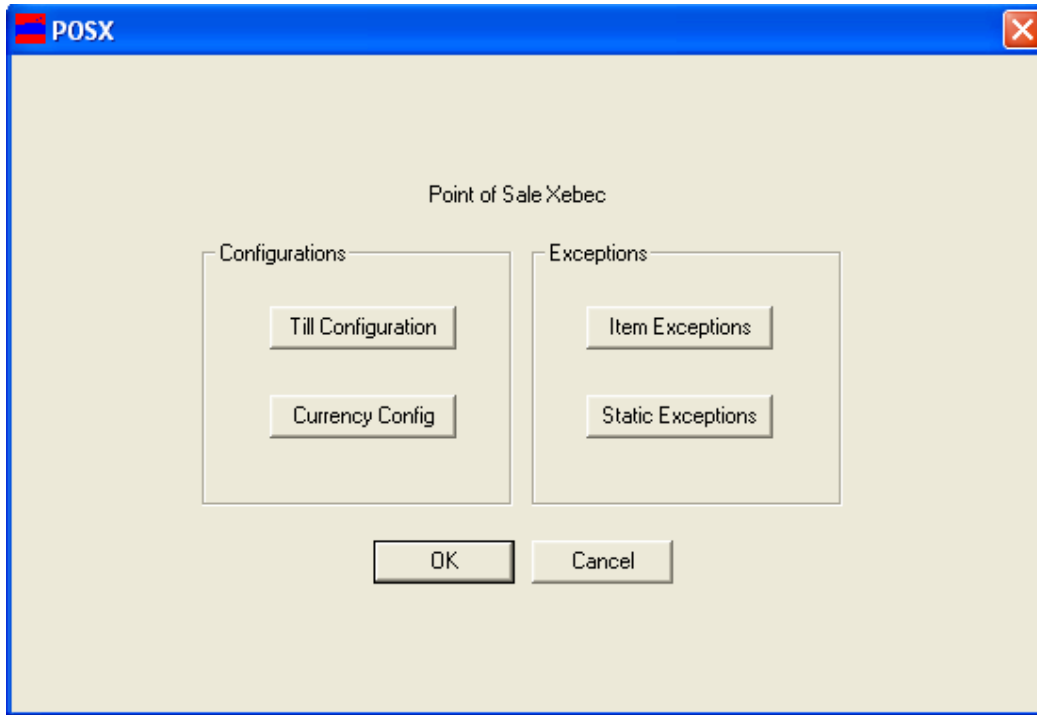 POSX
Point of Sale Xebec
Configurations
Exceptions
Till Configuration
Item Exceptions
Currency Config
Static Exceptions
OK
Cancel